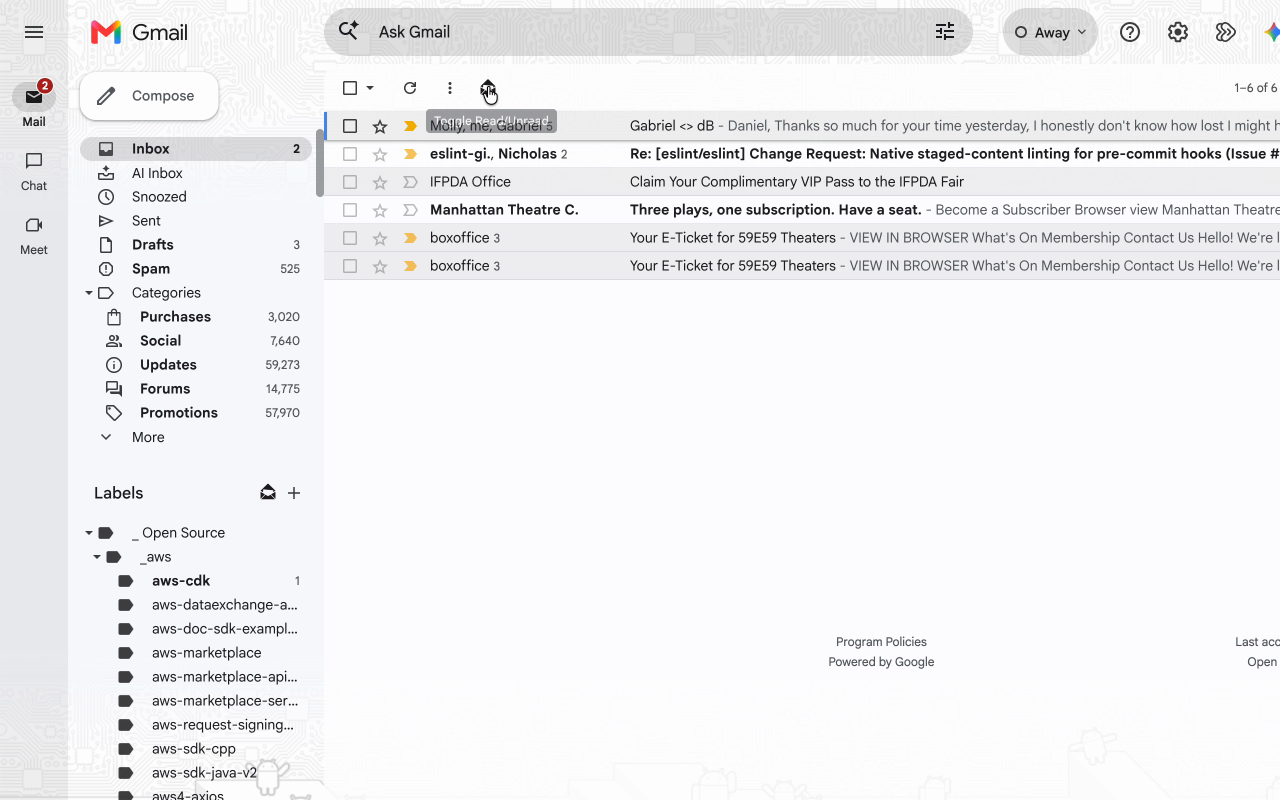 Gmail
Ask Gmail
Away
2
Mail
Chat
Meet
Compose
1–6 of 6
Toggle Read/Unread
Inbox 2
AI Inbox
Snoozed
Sent
Drafts 3
Spam 525
Categories
Purchases 3,020
Social 7,640
Updates 59,273
Forums 14,775
Promotions 57,970
More
Labels
_ Open Source
_aws
aws-cdk 1
aws-dataexchange-a...
aws-doc-sdk-exampl...
aws-marketplace
aws-marketplace-api...
aws-marketplace-ser...
aws-request-signing...
aws-sdk-cpp
aws-sdk-java-v2
aws4-axios
Molly, me, Gabriel 5 Gabriel <> dB - Daniel, Thanks so much for your time yesterday, I honestly don't know how lost I might h
eslint-gi., Nicholas 2 Re: [eslint/eslint] Change Request: Native staged-content linting for pre-commit hooks (Issue #
IFPDA Office Claim Your Complimentary VIP Pass to the IFPDA Fair
Manhattan Theatre C. Three plays, one subscription. Have a seat. - Become a Subscriber Browser view Manhattan Theatre
boxoffice 3 Your E-Ticket for 59E59 Theaters - VIEW IN BROWSER What's On Membership Contact Us Hello! We're l
boxoffice 3 Your E-Ticket for 59E59 Theaters - VIEW IN BROWSER What's On Membership Contact Us Hello! We're l
Program Policies
Powered by Google
Last acc
Open